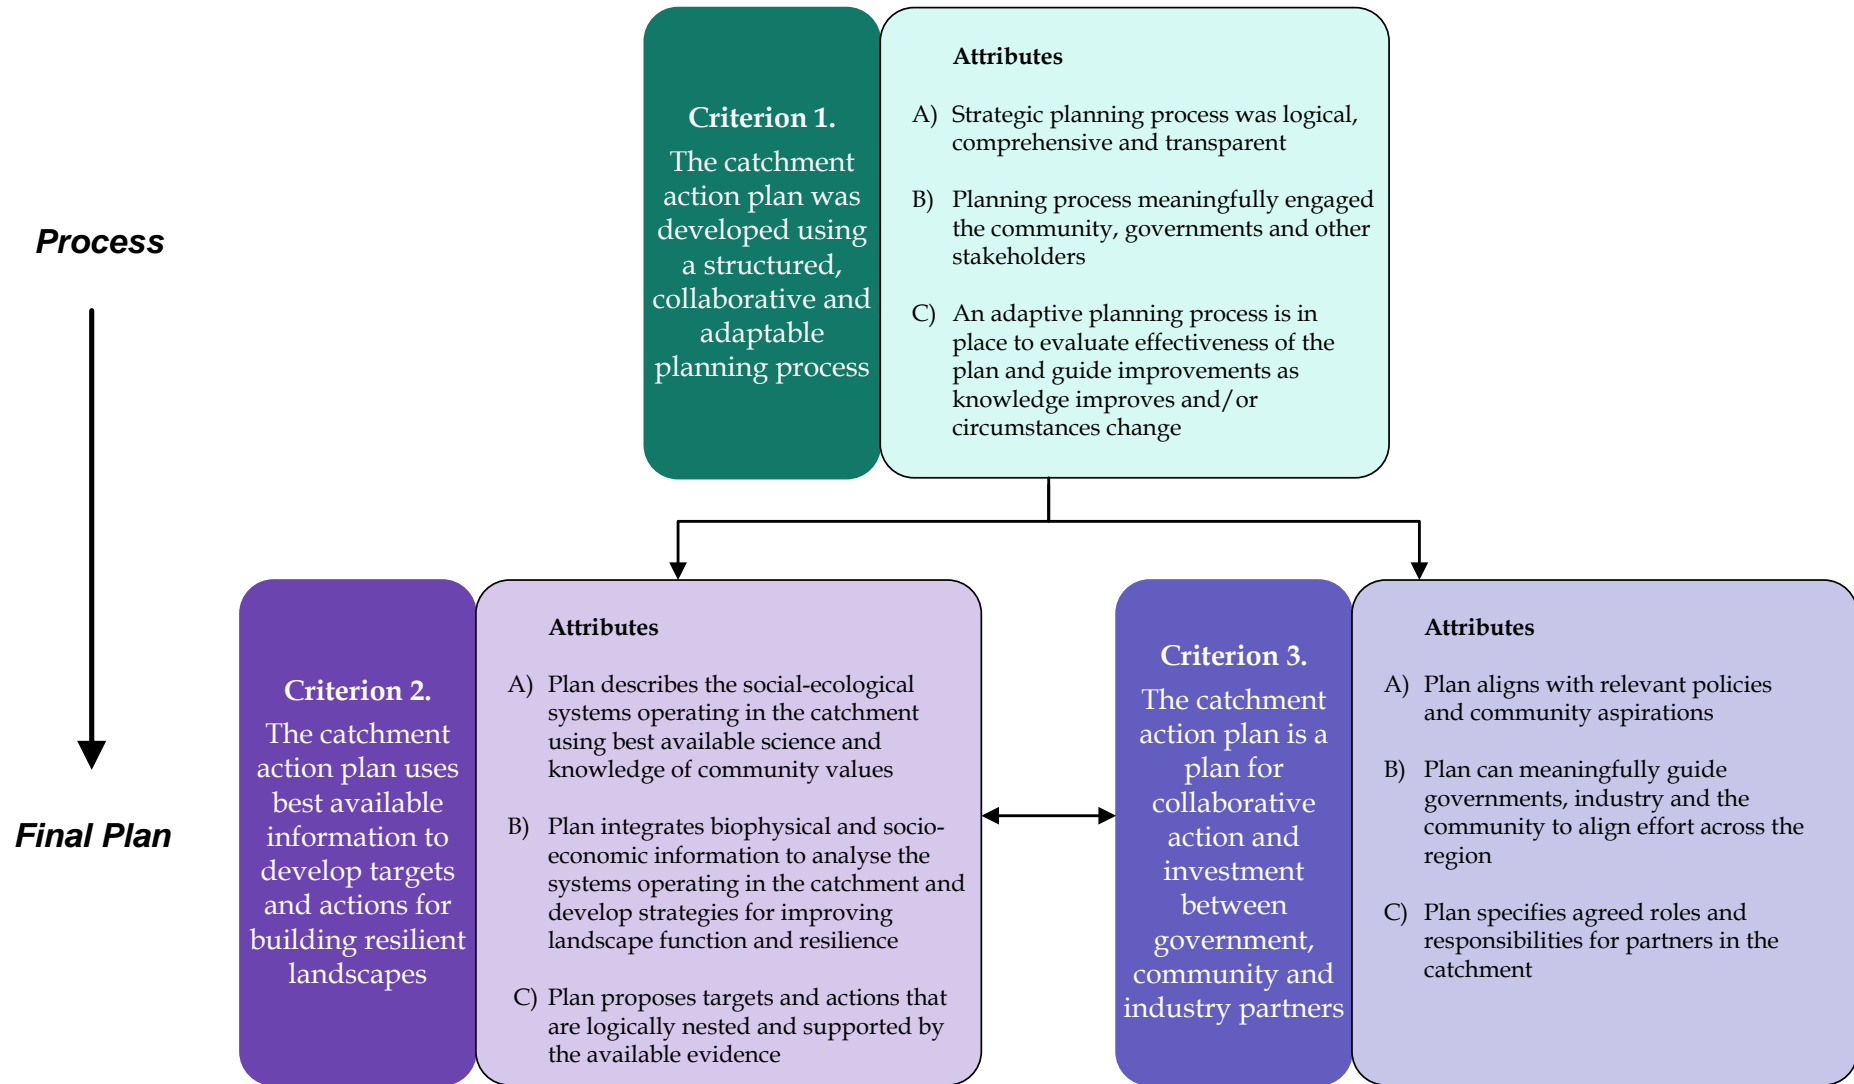 Process
Final Plan
Criterion 1.
The catchment
action plan was
developed using
a structured,
collaborative and
adaptable
planning process
Attributes
A) Strategic planning process was logical,
comprehensive and transparent
B) Planning process meaningfully engaged
the community, governments and other
stakeholders
C) An adaptive planning process is in
place to evaluate effectiveness of the
plan and guide improvements as
knowledge improves and/or
circumstances change
Criterion 2.
The catchment
action plan uses
best available
information to
develop targets
and actions for
building resilient
landscapes
Attributes
A) Plan describes the social-ecological
systems operating in the catchment
using best available science and
knowledge of community values
B) Plan integrates biophysical and socio-
economic information to analyse the
systems operating in the catchment and
develop strategies for improving
landscape function and resilience
C) Plan proposes targets and actions that
are logically nested and supported by
the available evidence
Criterion 3.
The catchment
action plan is a
plan for
collaborative
action and
investment
between
government,
community and
industry partners
Attributes
A) Plan aligns with relevant policies
and community aspirations
B) Plan can meaningfully guide
governments, industry and the
community to align effort across the
region
C) Plan specifies agreed roles and
responsibilities for partners in the
catchment